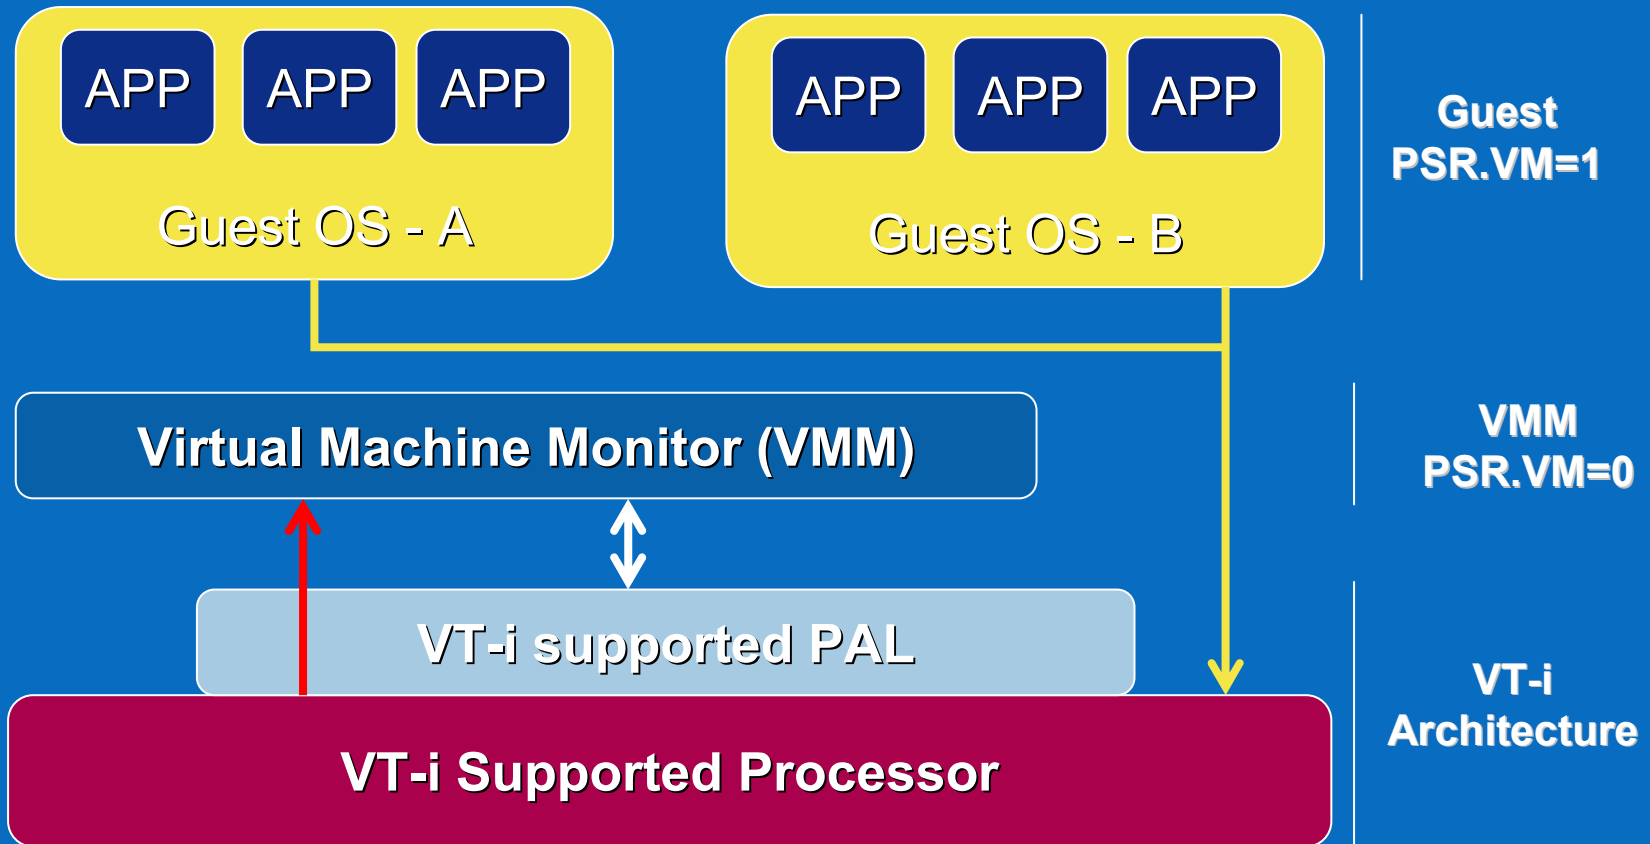 APP APP APP
Guest OS - A
APP APP APP
Guest OS - B
Guest
PSR.VM=1
Virtual Machine Monitor (VMM)
VMM
PSR.VM=0
VT-i supported PAL
VT-i Supported Processor
VT-i
Architecture